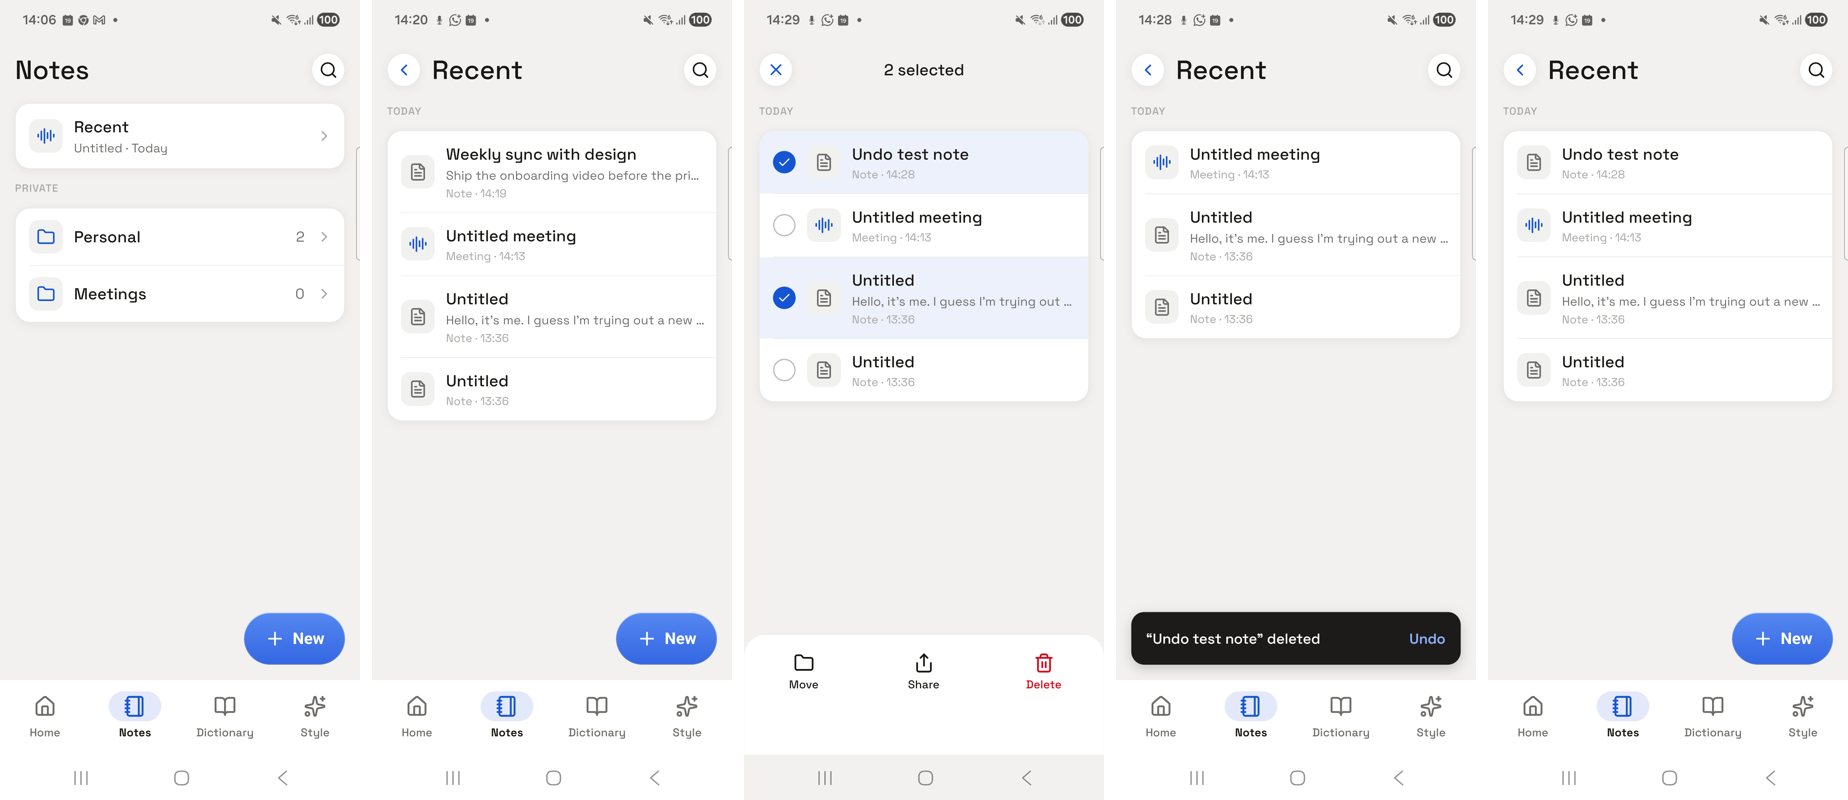 14:06
100
Notes
Recent
Untitled · Today
PRIVATE
Personal 2
Meetings 0
+ New
Home Notes Dictionary Style
14:20
19
100
Recent
TODAY
Weekly sync with design
Ship the onboarding video before the pri...
Note · 14:19
Untitled meeting
Meeting · 14:13
Untitled
Hello, it's me. I guess I'm trying out a new ...
Note · 13:36
Untitled
Note · 13:36
+ New
Home Notes Dictionary Style
14:29
19
100
2 selected
TODAY
Undo test note
Note · 14:28
Untitled meeting
Meeting · 14:13
Untitled
Hello, it's me. I guess I'm trying out ...
Note · 13:36
Untitled
Note · 13:36
Move Share Delete
14:28
19
100
Recent
TODAY
Untitled meeting
Meeting · 14:13
Untitled
Hello, it's me. I guess I'm trying out a new ...
Note · 13:36
Untitled
Note · 13:36
“Undo test note” deleted Undo
Home Notes Dictionary Style
14:29
19
100
Recent
TODAY
Undo test note
Note · 14:28
Untitled meeting
Meeting · 14:13
Untitled
Hello, it's me. I guess I'm trying out a new ...
Note · 13:36
Untitled
Note · 13:36
+ New
Home Notes Dictionary Style